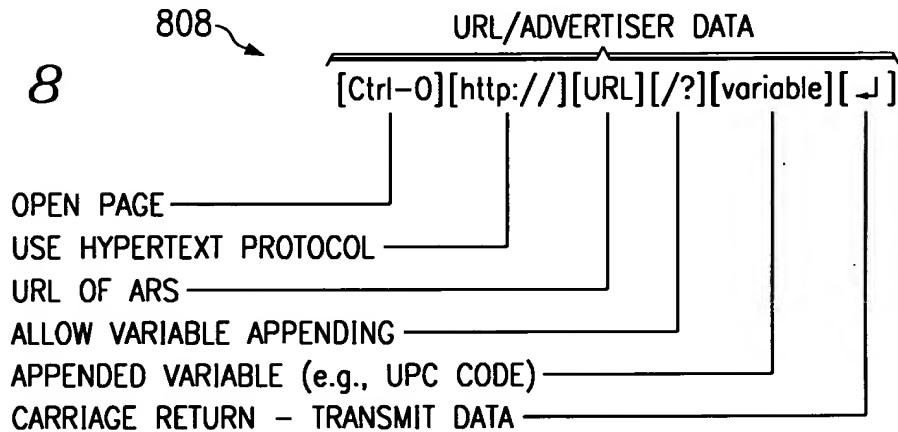 808
URL/ADVERTISER DATA
8
[Ctrl-O][http://][URL][/?][variable][↵]
OPEN PAGE
USE HYPERTEXT PROTOCOL
URL OF ARS
ALLOW VARIABLE APPENDING
APPENDED VARIABLE (e.g., UPC CODE)
CARRIAGE RETURN - TRANSMIT DATA